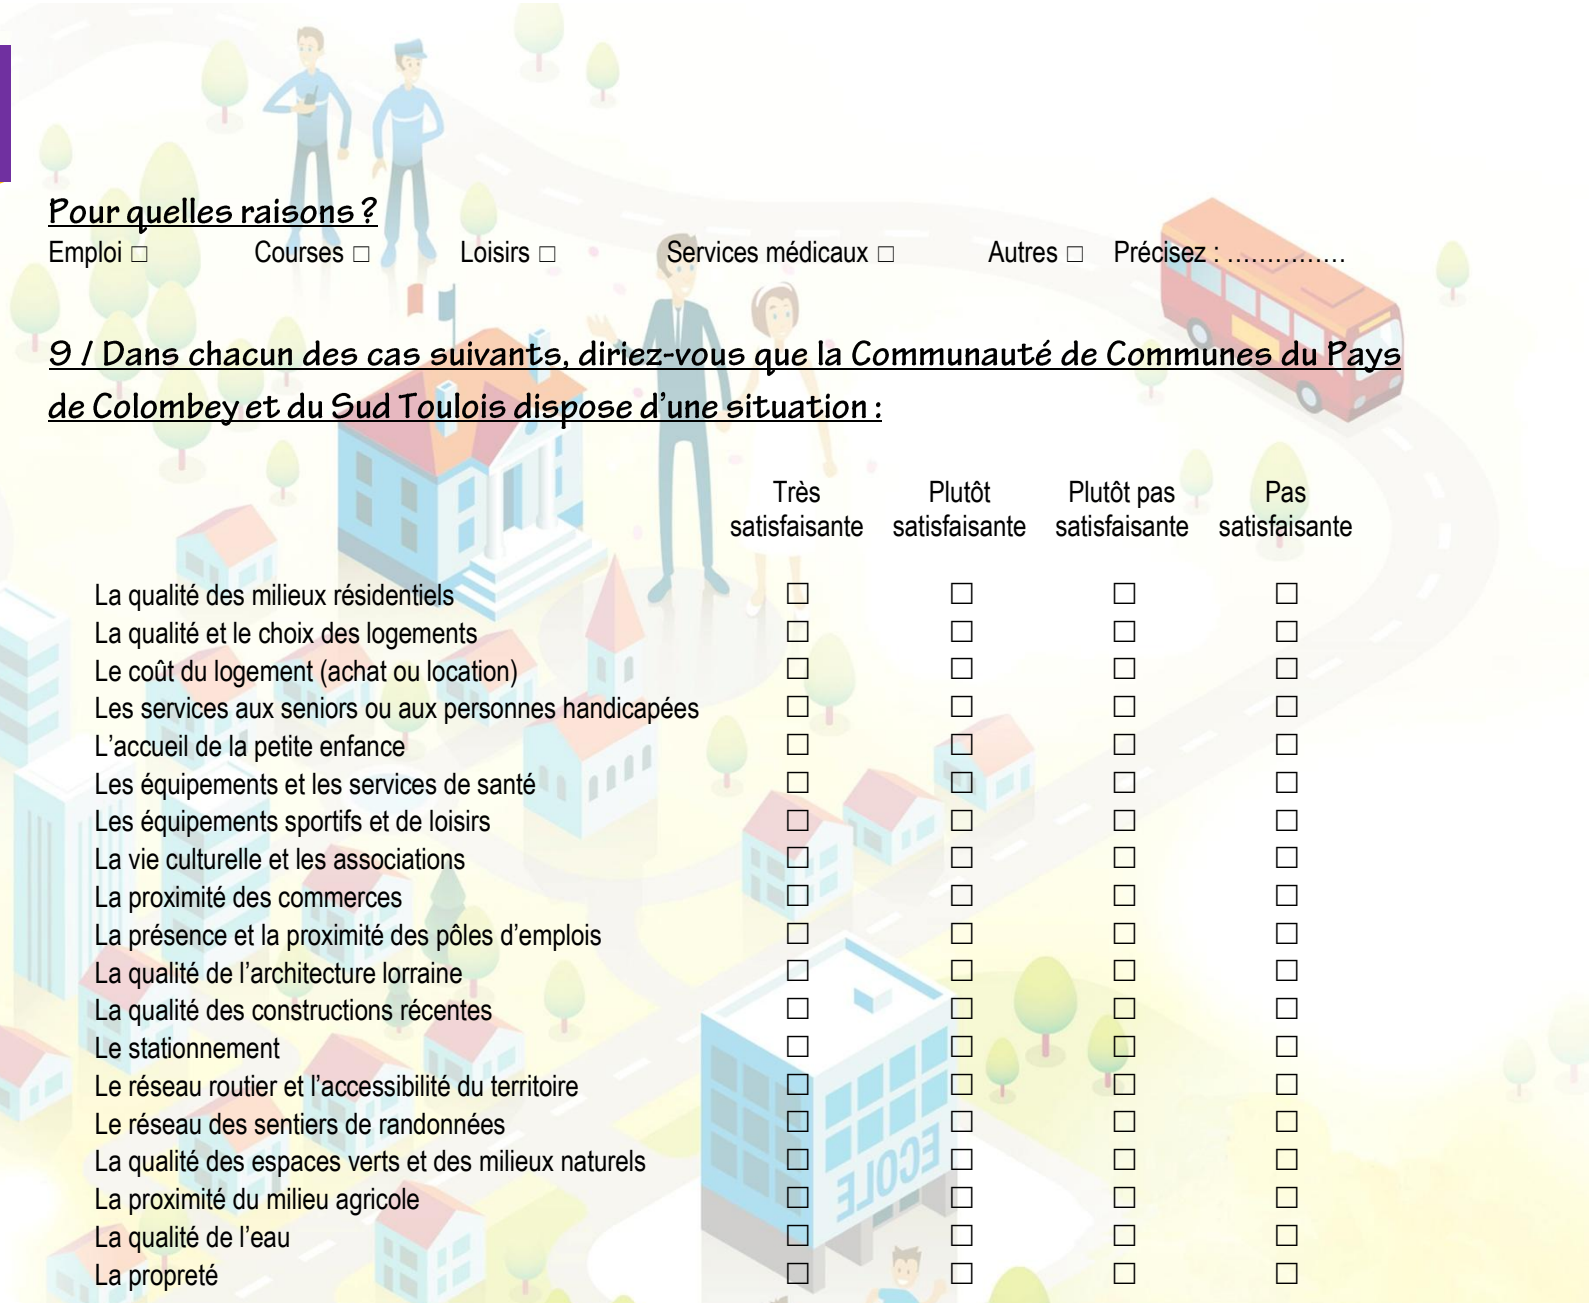 Pour quelles raisons ?
Emploi □ Courses □ Loisirs □ Services médicaux □ Autres □ Précisez : ……………
9 / Dans chacun des cas suivants, diriez-vous que la Communauté de Communes du Pays
de Colombey et du Sud Toulois dispose d'une situation :
Très Plutôt Plutôt pas Pas
satisfaisante satisfaisante satisfaisante satisfaisante
La qualité des milieux résidentiels □ □ □ □
La qualité et le choix des logements □ □ □ □
Le coût du logement (achat ou location) □ □ □ □
Les services aux seniors ou aux personnes handicapées □ □ □ □
L'accueil de la petite enfance □ □ □ □
Les équipements et les services de santé □ □ □ □
Les équipements sportifs et de loisirs □ □ □ □
La vie culturelle et les associations □ □ □ □
La proximité des commerces □ □ □ □
La présence et la proximité des pôles d'emplois □ □ □ □
La qualité de l'architecture lorraine □ □ □ □
La qualité des constructions récentes □ □ □ □
Le stationnement □ □ □ □
Le réseau routier et l'accessibilité du territoire □ □ □ □
Le réseau des sentiers de randonnées □ □ □ □
La qualité des espaces verts et des milieux naturels □ □ □ □
ECOLE
La proximité du milieu agricole □ □ □ □
La qualité de l'eau □ □ □ □
La propreté □ □ □ □